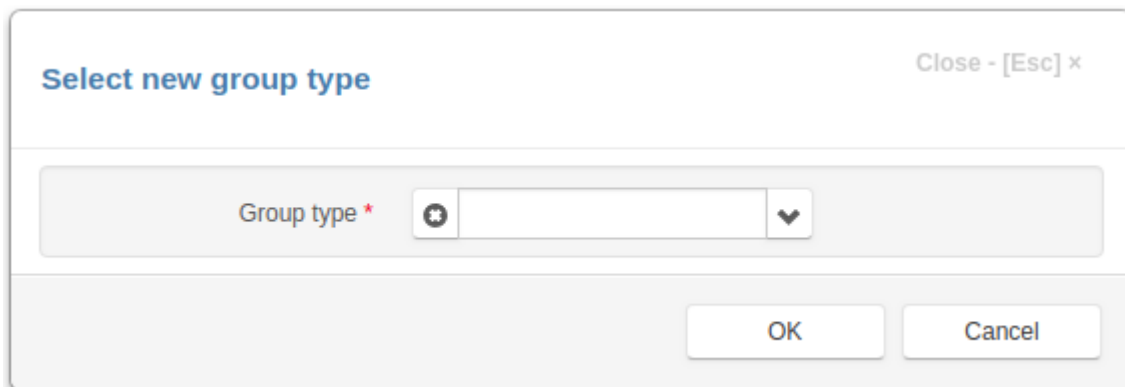 Select new group type
Close - [Esc] ×
Group type *
OK
Cancel